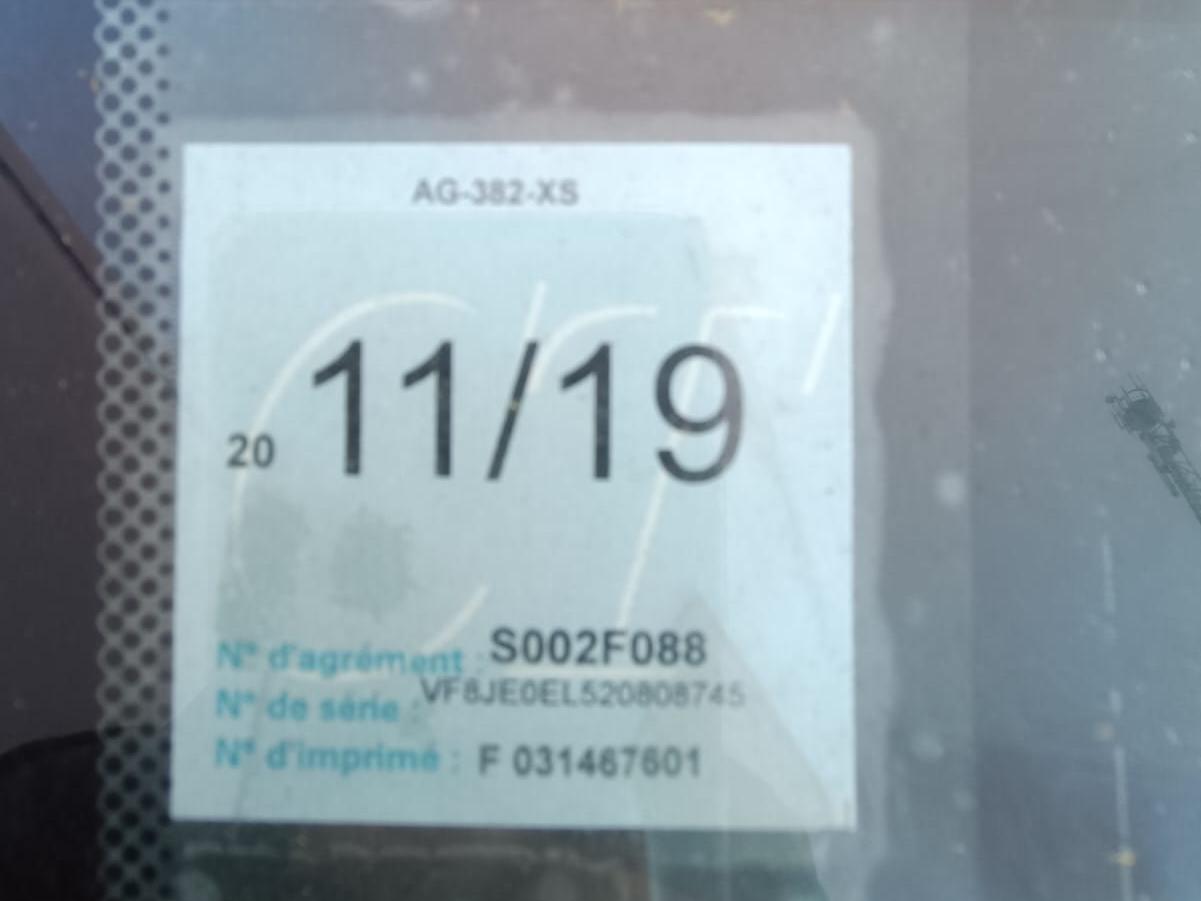 AG-382-XS
20 11/19
N° d'agrément : S002F088
N° de série : VF8JE0EL520808745
N° d'imprimé : F 031467601